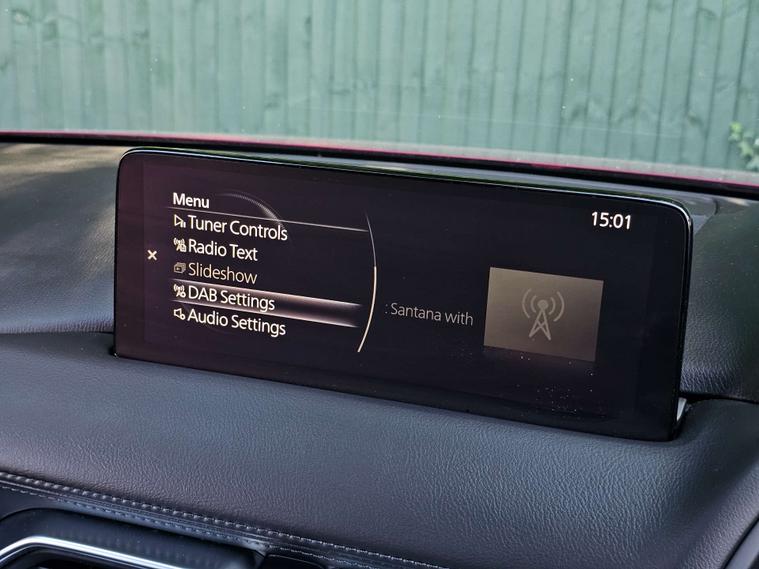 Menu
15:01
Tuner Controls
Radio Text
Slideshow
DAB Settings
Audio Settings
: Santana with